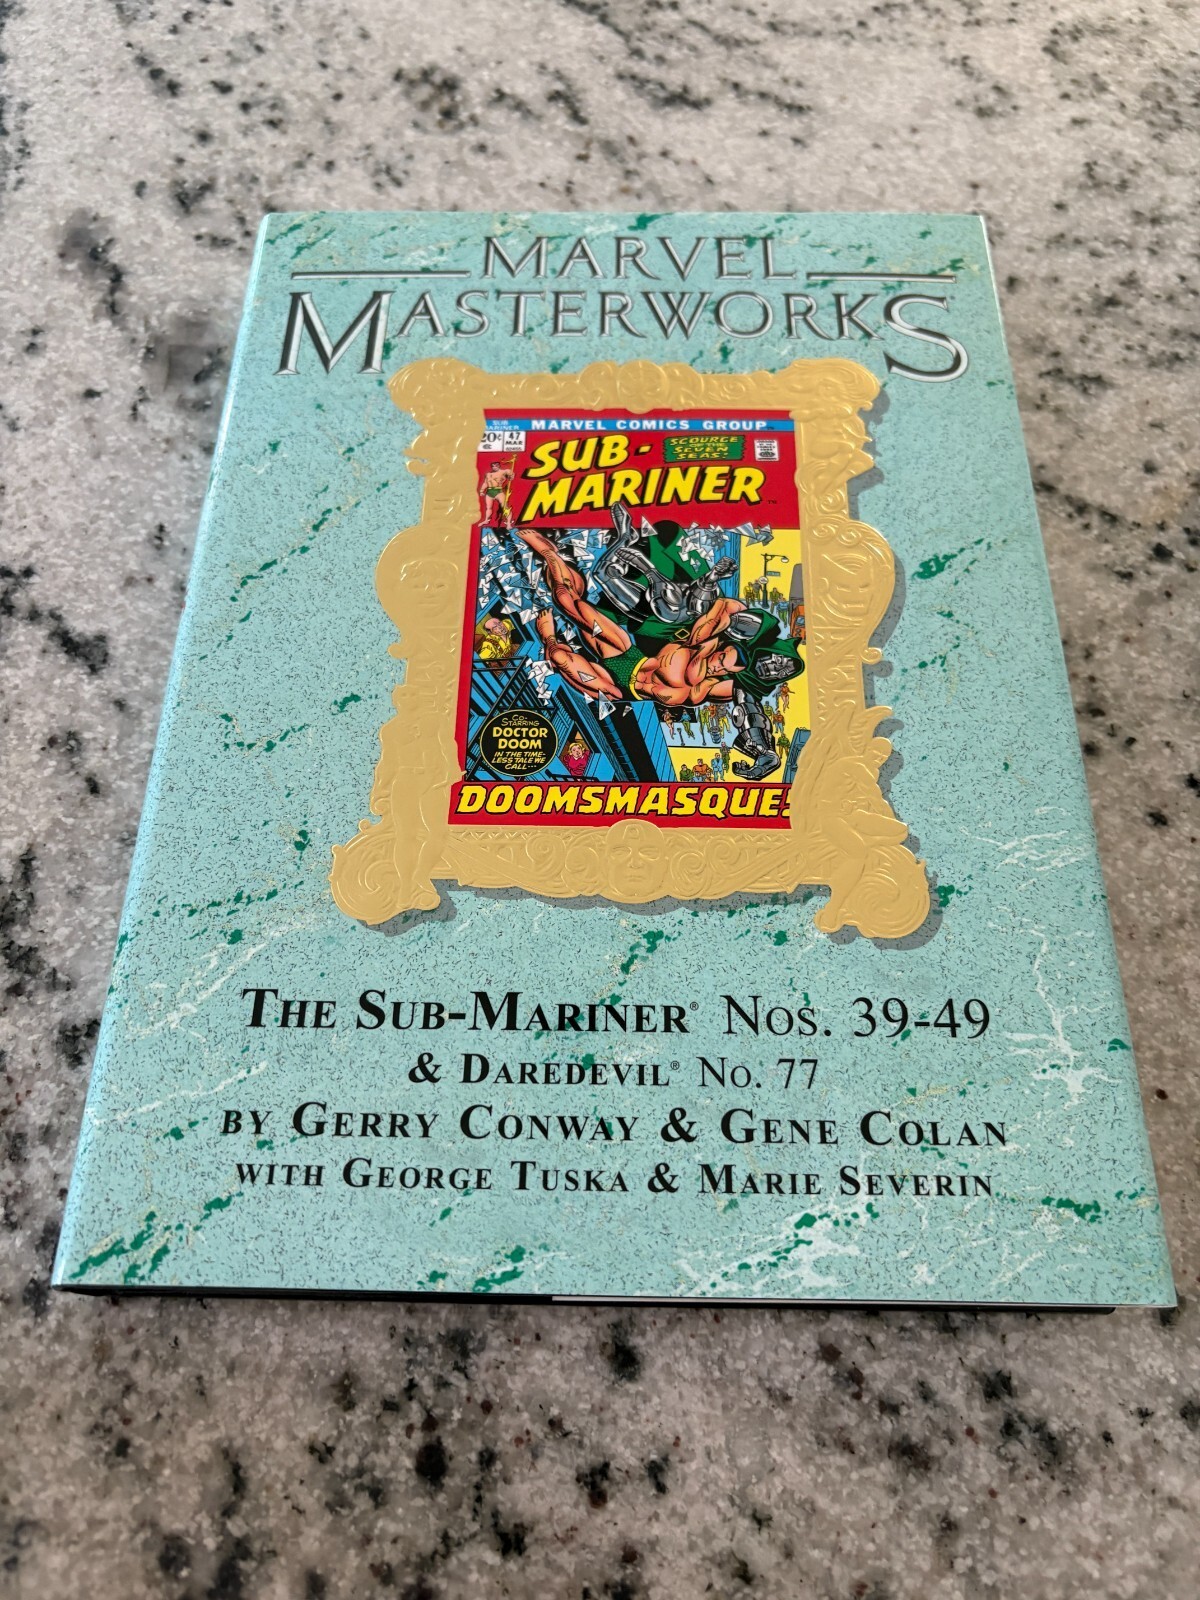 MARVEL
MASTERWORKS
SUB MARINER
MARVEL COMICS GROUP™
20¢
47
MAR
SUB-
MARINER™
SCOURGE
OF THE
SEVEN
SEAS!
CO-
STARRING
DOCTOR
DOOM
IN THE TIME-
LESS TALE WE
CALL...
DOOMSMASQUE!
THE SUB-MARINER® NOS. 39-49
& DAREDEVIL® NO. 77
BY GERRY CONWAY & GENE COLAN
WITH GEORGE TUSKA & MARIE SEVERIN